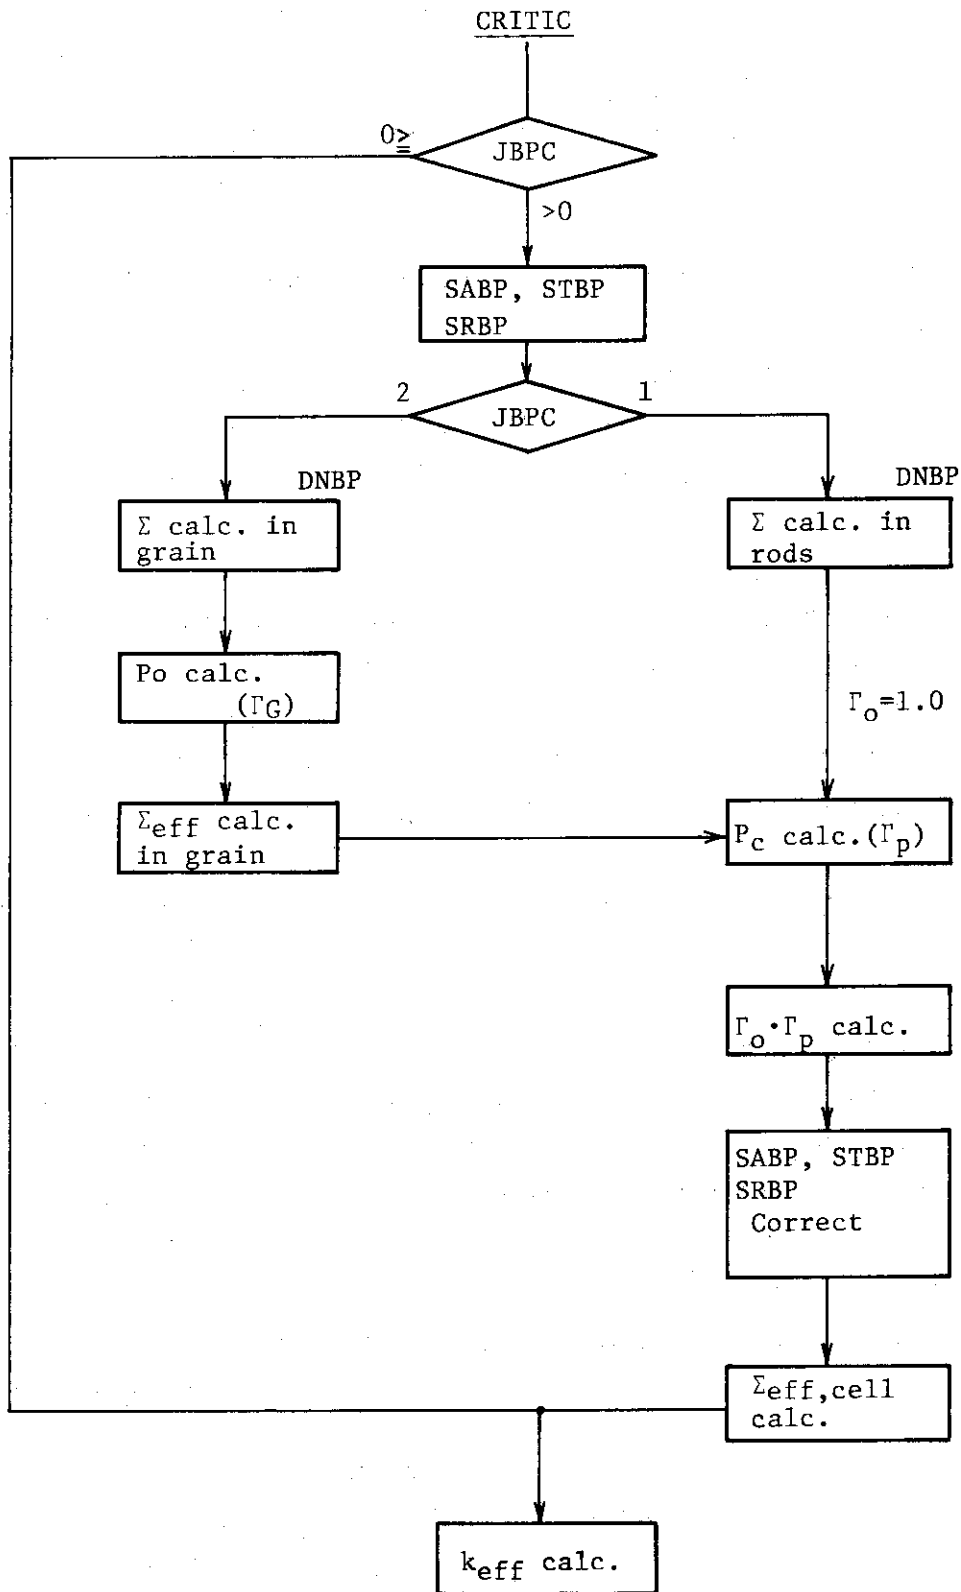 CRITIC
0≧
JBPC
>0
SABP, STBP
SRBP
2
JBPC
1
DNBP
DNBP
Σ calc. in
grain
Σ calc. in
rods
Po calc.
(ΓG)
Γo=1.0
Σeff calc.
in grain
Pc calc.(Γp)
Γo·Γp calc.
SABP, STBP
SRBP
Correct
Σeff,cell
calc.
keff calc.